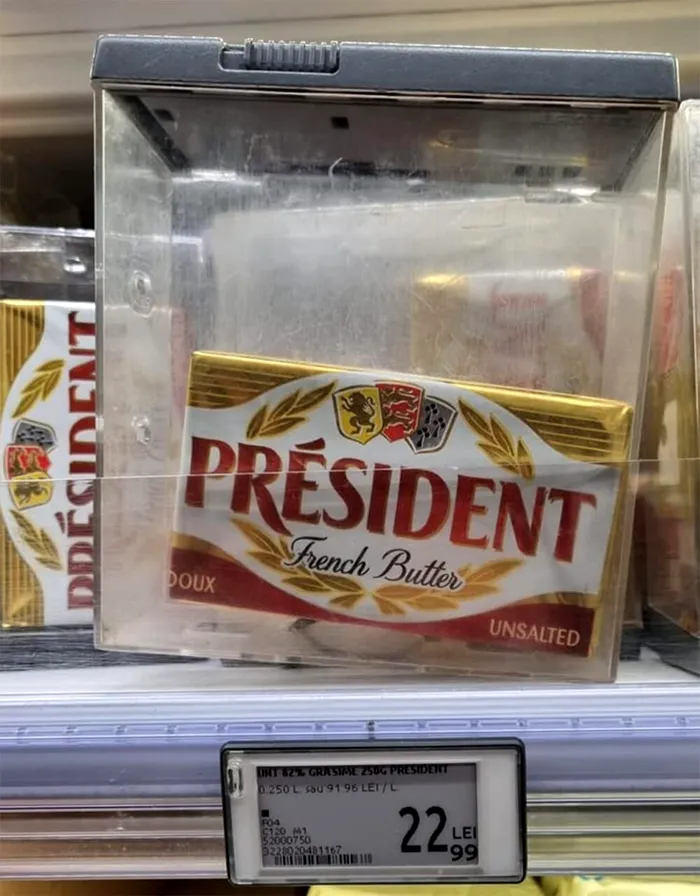 PRÉSIDENT
French Butter
DOUX
UNSALTED
PRÉSIDENT
UNT 82% GRASIME 250G PRESIDENT
0.250 L sau 91.96 LEI / L
F04
C120 M1
52000750
3228020481167
22
LEI
99